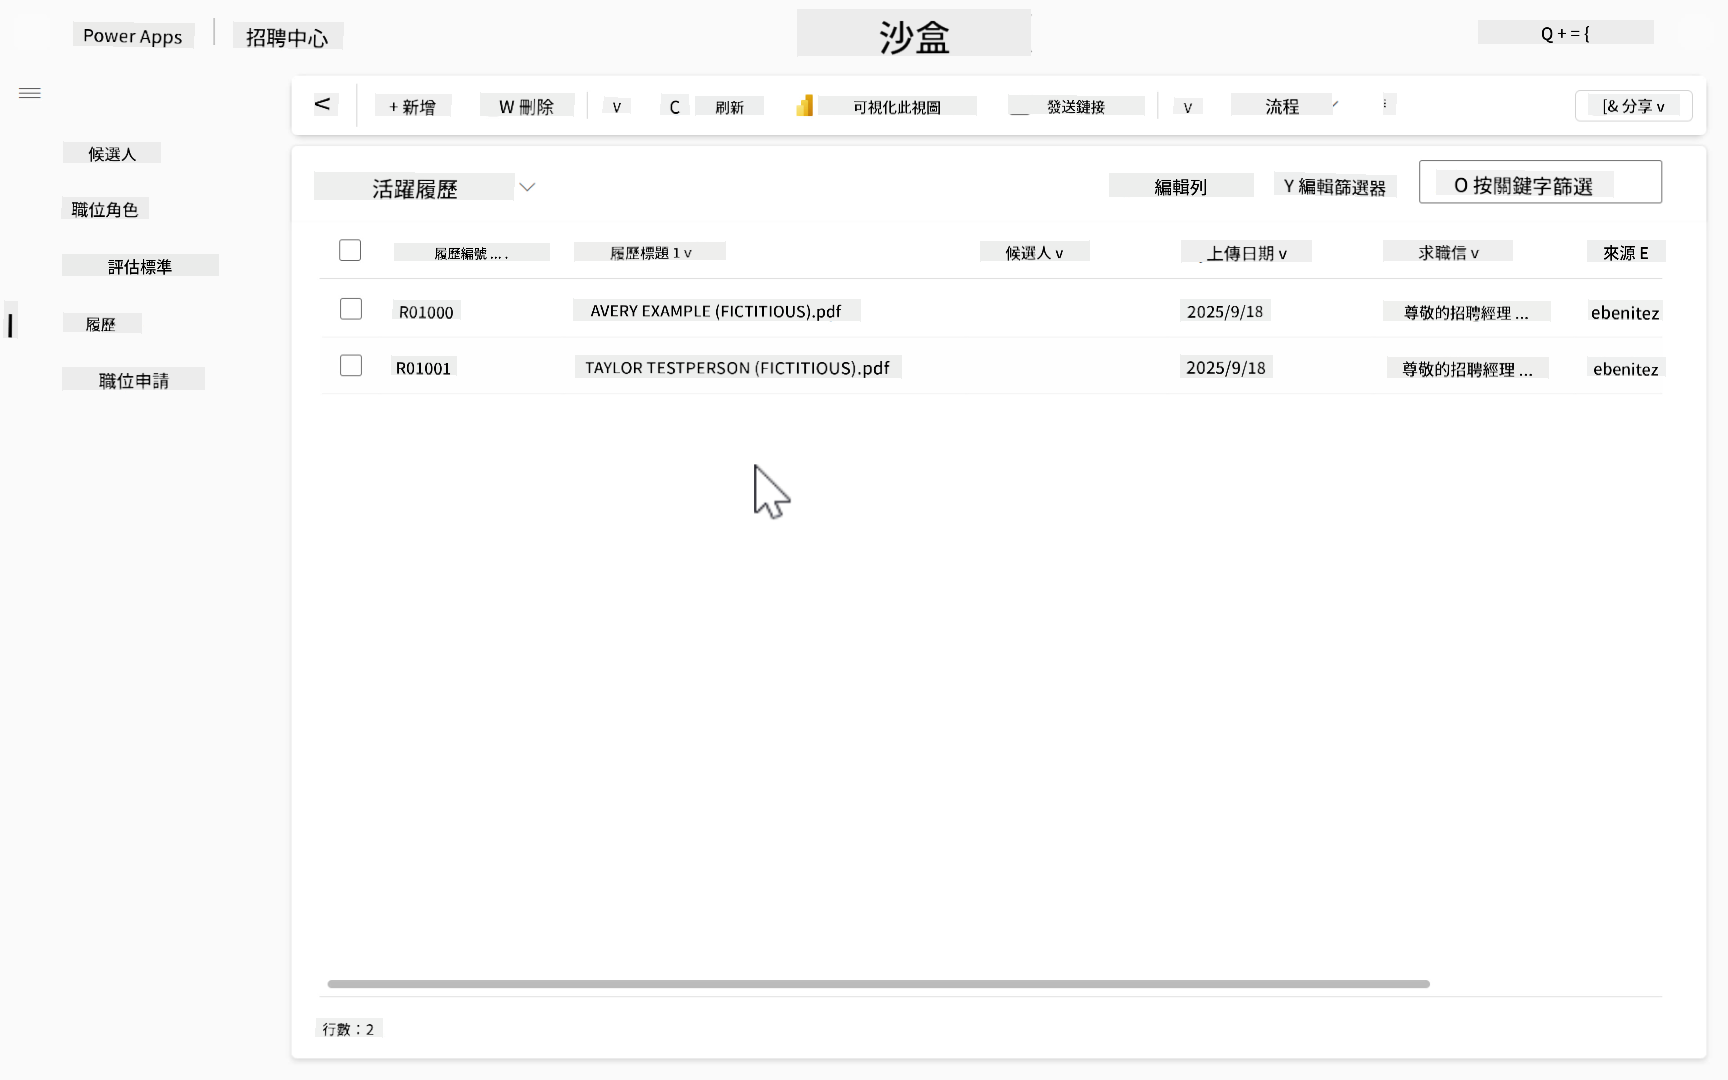 Power Apps
招聘中心
沙盒
Q + = {
< + 新增 W 刪除 v C 刷新 可視化此視圖 發送鏈接 v 流程 [& 分享 v
候選人
職位角色
評估標準
履歷
職位申請
活躍履歷
編輯列 Y 編輯篩選器 O 按關鍵字篩選
履歷編號 ... . 履歷標題 1 v 候選人 v 上傳日期 v 求職信 v 來源 E
R01000 AVERY EXAMPLE (FICTITIOUS).pdf 2025/9/18 尊敬的招聘經理 ... ebenitez
R01001 TAYLOR TESTPERSON (FICTITIOUS).pdf 2025/9/18 尊敬的招聘經理 ... ebenitez
行數：2